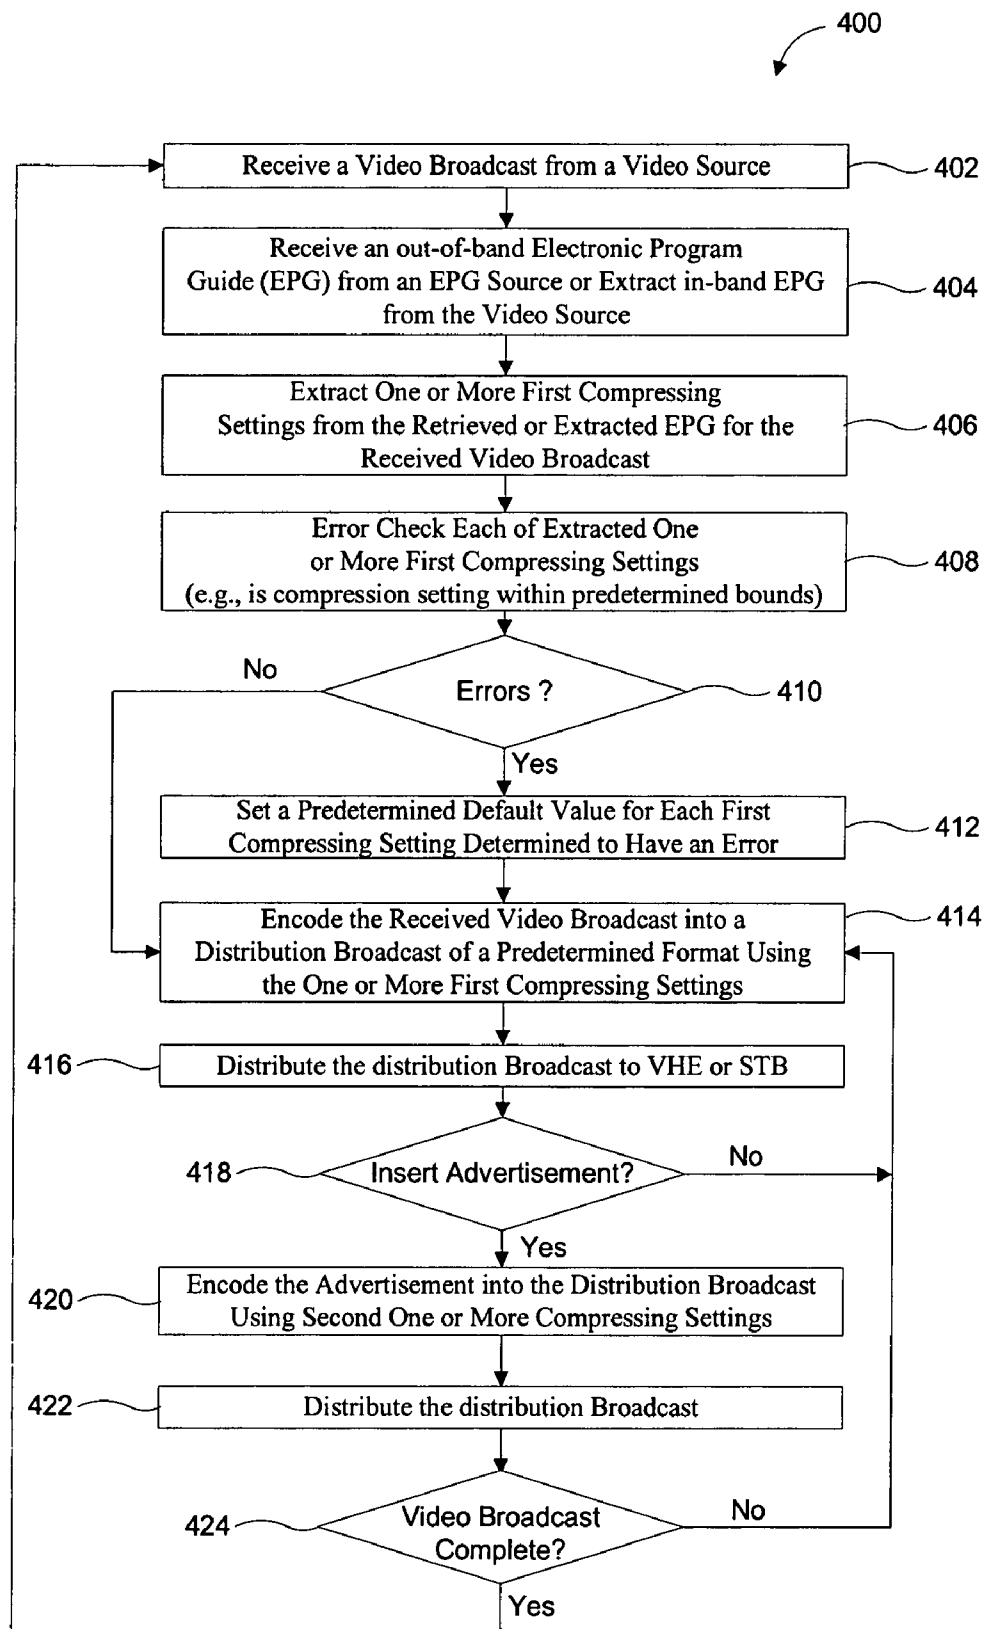 400
Receive a Video Broadcast from a Video Source
402
Receive an out-of-band Electronic Program
Guide (EPG) from an EPG Source or Extract in-band EPG
from the Video Source
404
Extract One or More First Compressing
Settings from the Retrieved or Extracted EPG for the
Received Video Broadcast
406
Error Check Each of Extracted One
or More First Compressing Settings
(e.g., is compression setting within predetermined bounds)
408
No
Errors ?
410
Yes
Set a Predetermined Default Value for Each First
Compressing Setting Determined to Have an Error
412
Encode the Received Video Broadcast into a
Distribution Broadcast of a Predetermined Format Using
the One or More First Compressing Settings
414
416
Distribute the distribution Broadcast to VHE or STB
418
Insert Advertisement?
No
Yes
420
Encode the Advertisement into the Distribution Broadcast
Using Second One or More Compressing Settings
422
Distribute the distribution Broadcast
424
Video Broadcast
Complete?
No
Yes